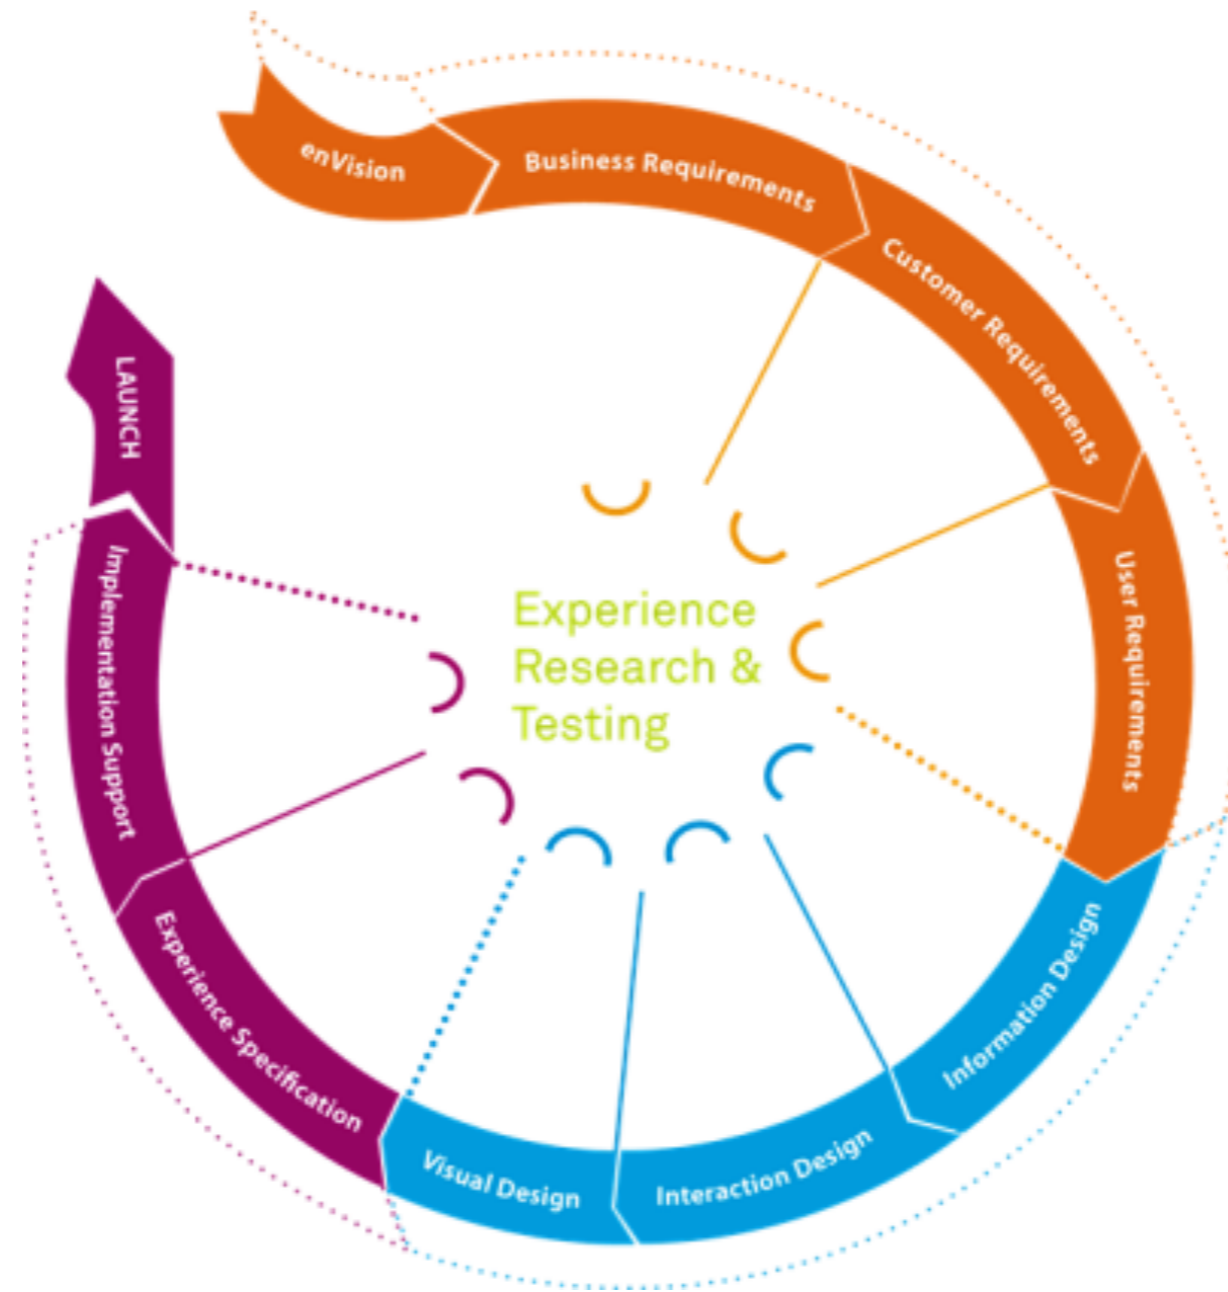 enVision
Business Requirements
Customer Requirements
User Requirements
Information Design
Interaction Design
Visual Design
Experience Specification
Implementation Support
LAUNCH
Experience
Research &
Testing